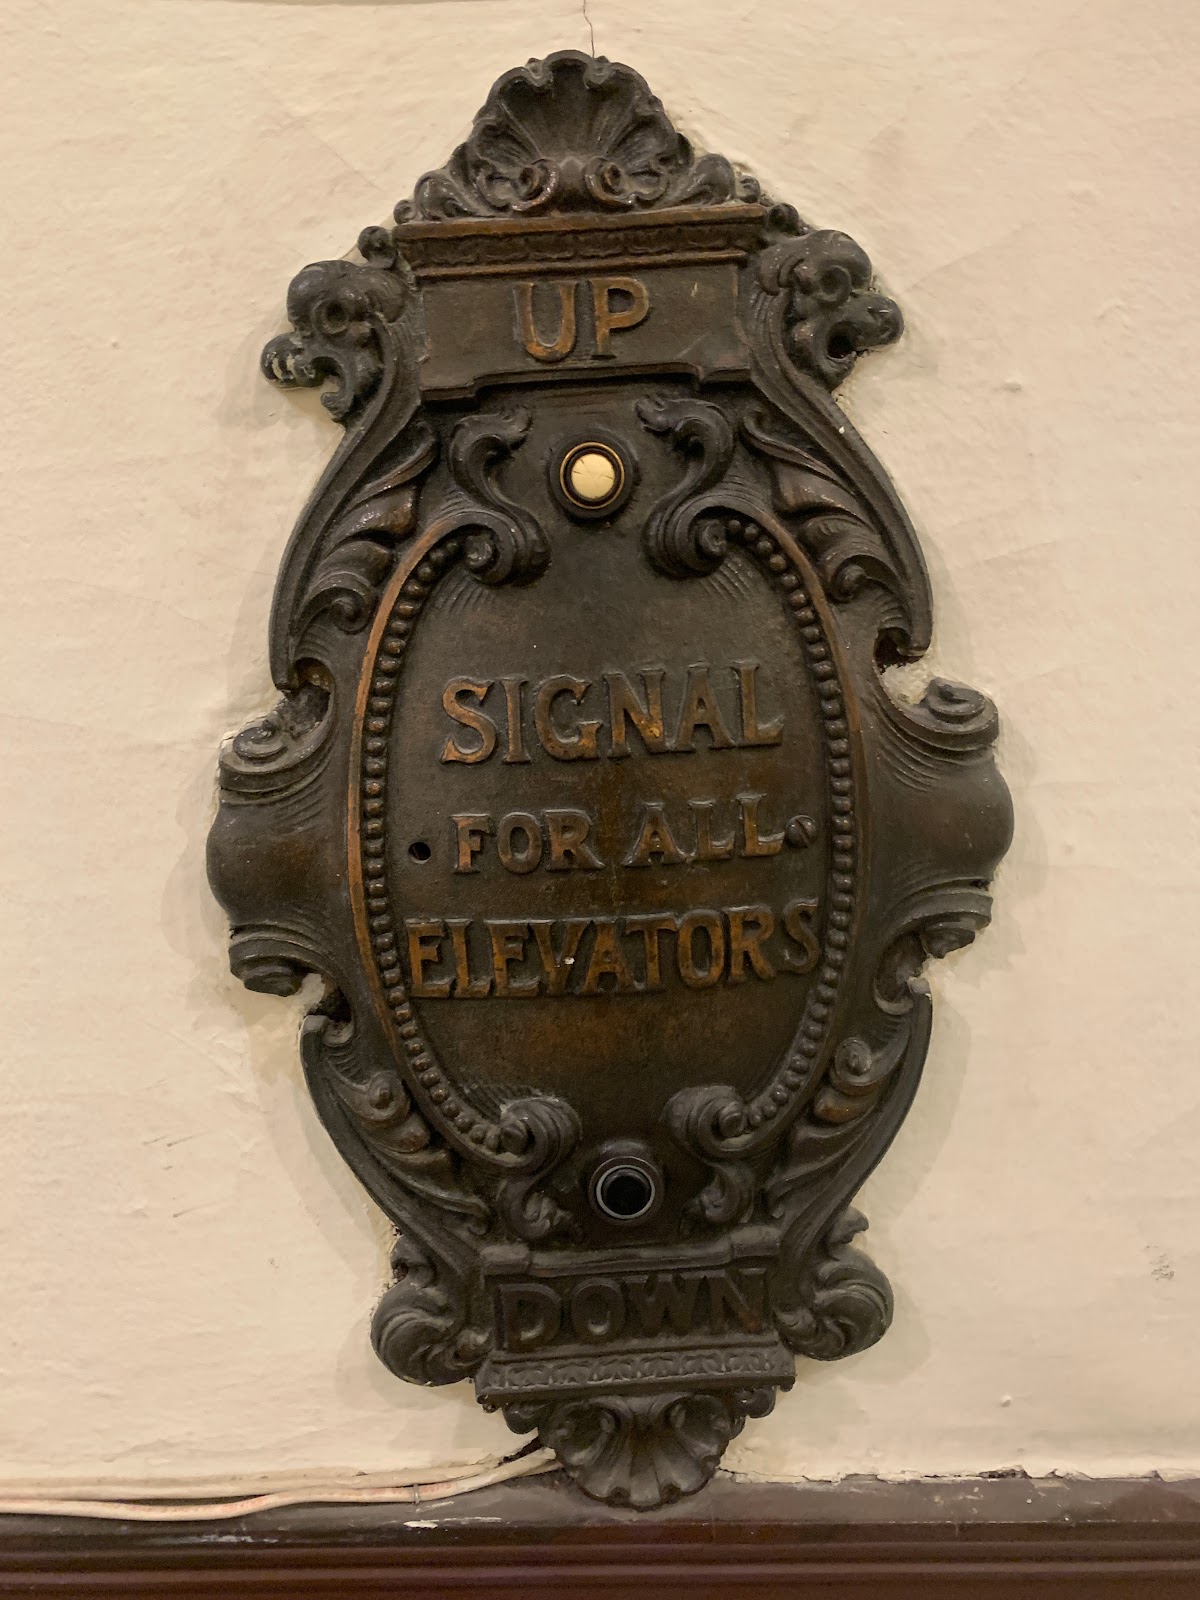 UP
SIGNAL
FOR ALL
ELEVATORS
DOWN